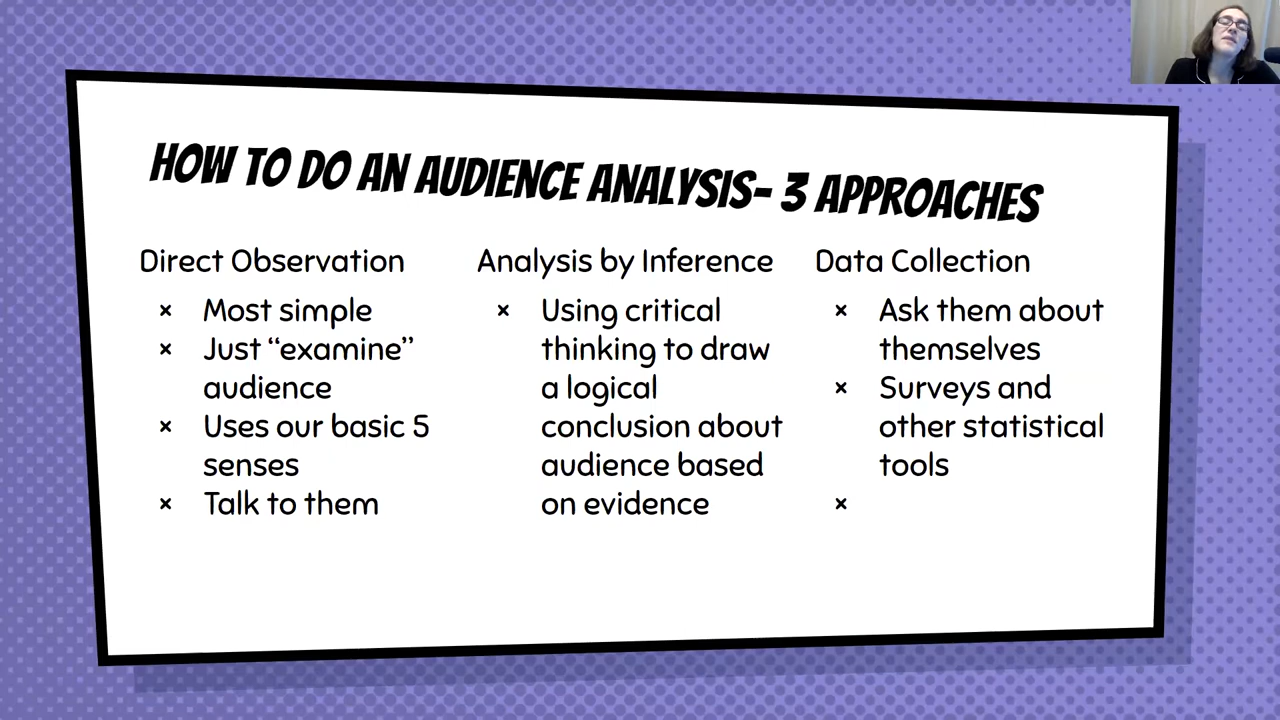 HOW TO DO AN AUDIENCE ANALYSIS- 3 APPROACHES
Direct Observation
× Most simple
× Just “examine”
audience
× Uses our basic 5
senses
× Talk to them
Analysis by Inference
× Using critical
thinking to draw
a logical
conclusion about
audience based
on evidence
Data Collection
× Ask them about
themselves
× Surveys and
other statistical
tools
×